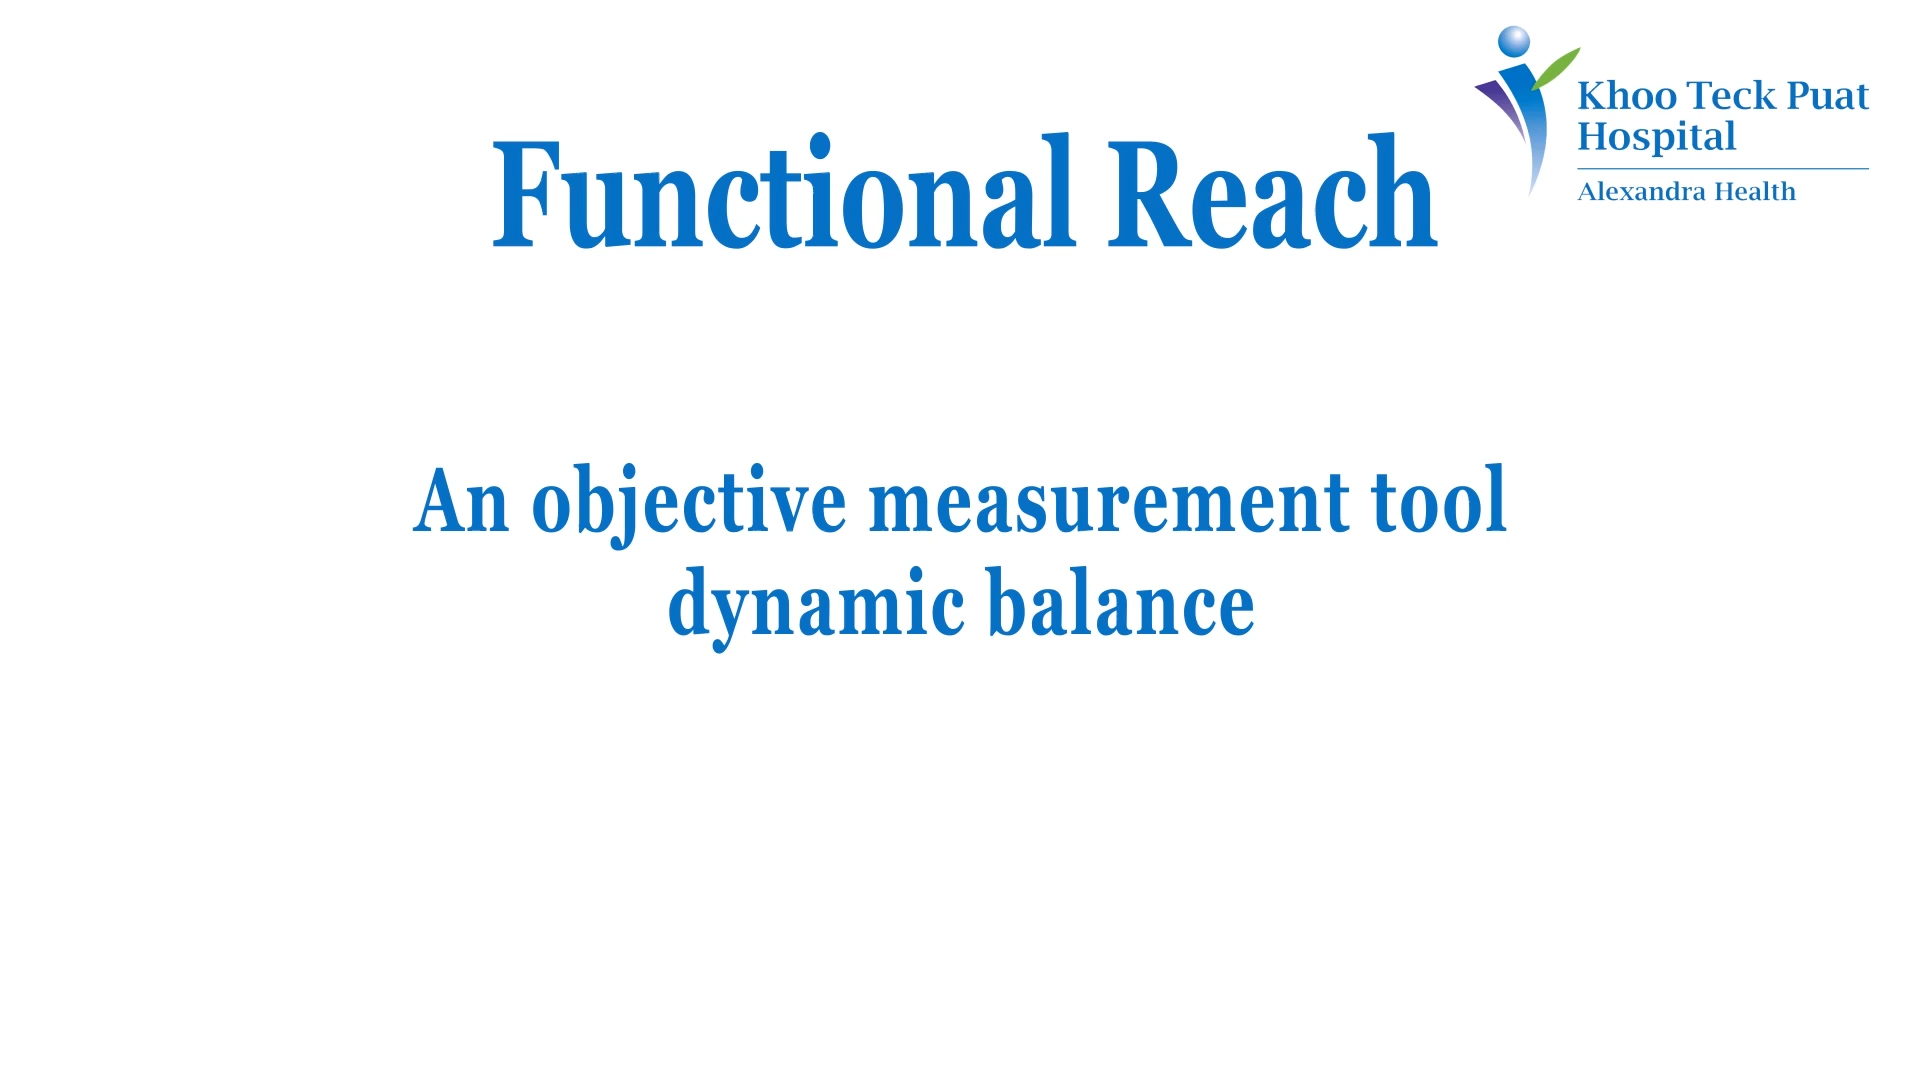 Functional Reach
Khoo Teck Puat
Hospital
Alexandra Health
An objective measurement tool
dynamic balance